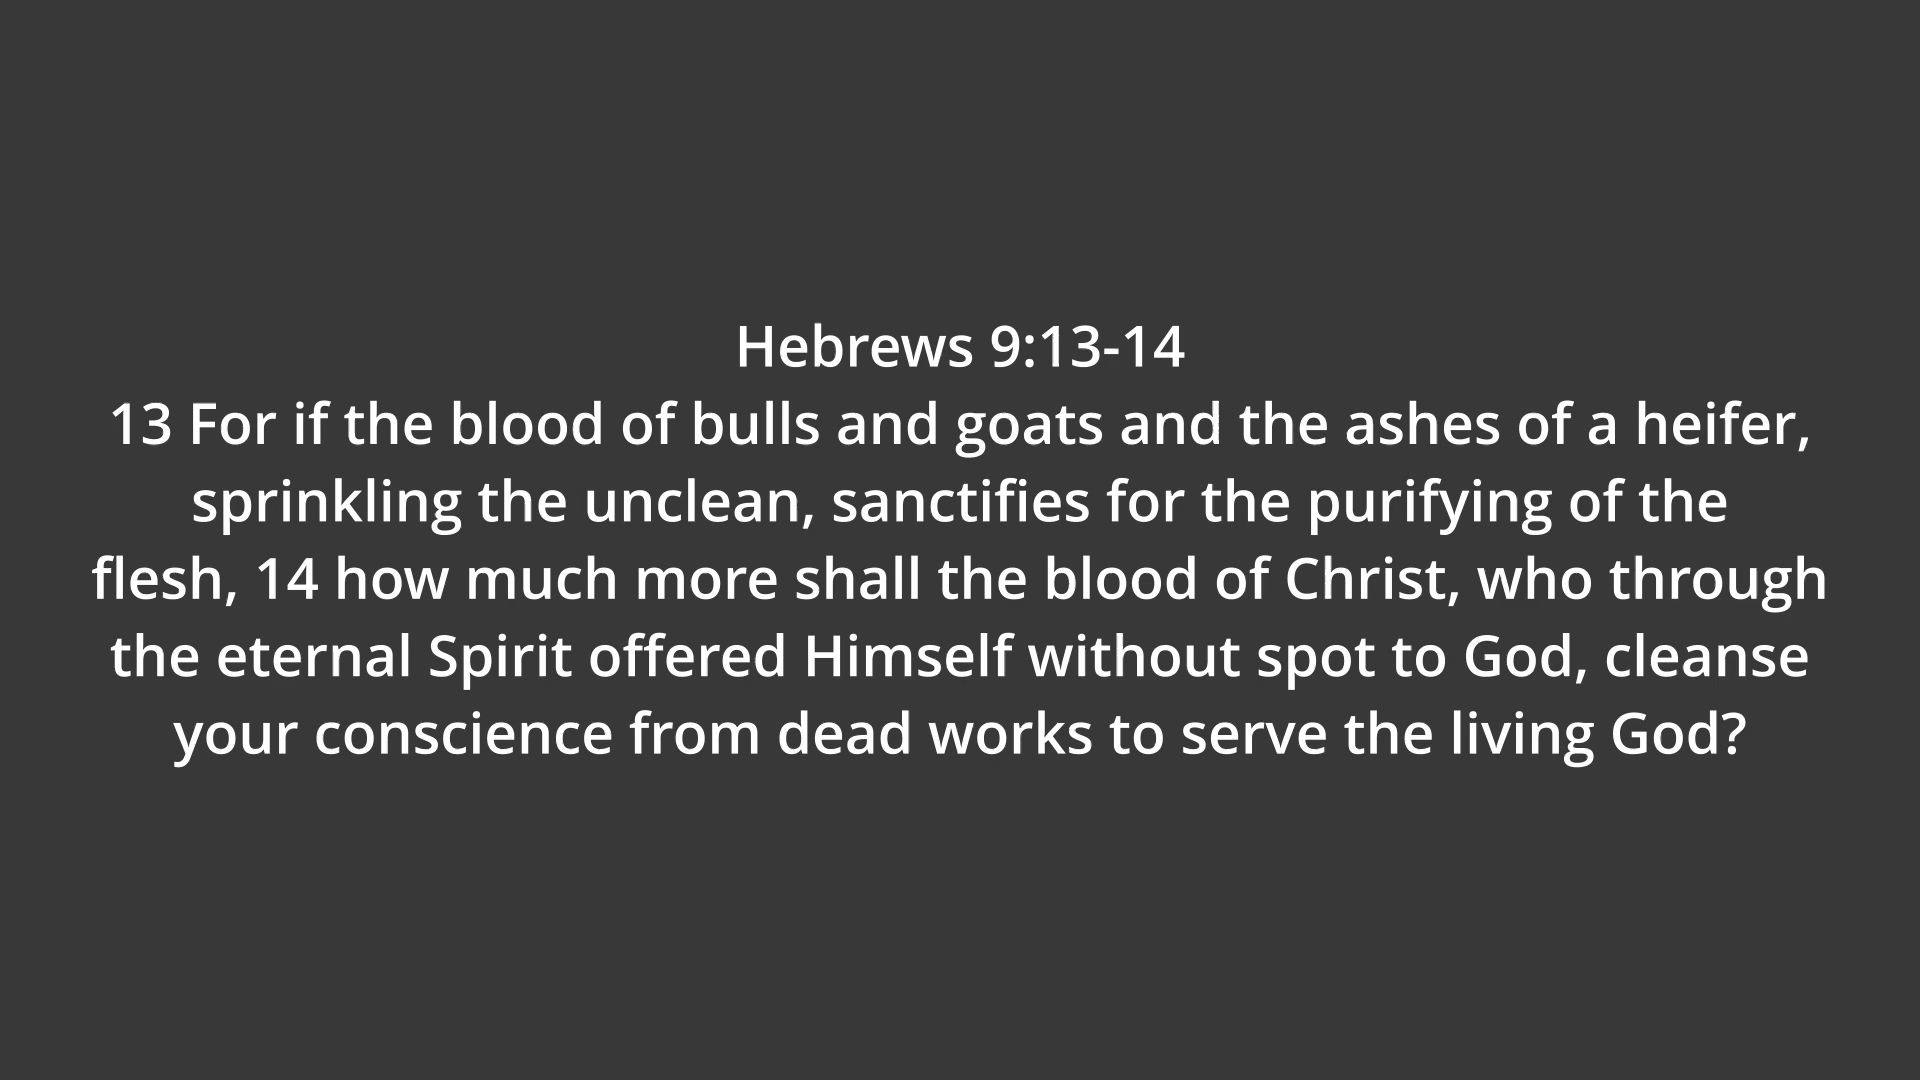 Hebrews 9:13-14
13 For if the blood of bulls and goats and the ashes of a heifer,
sprinkling the unclean, sanctifies for the purifying of the
flesh, 14 how much more shall the blood of Christ, who through
the eternal Spirit offered Himself without spot to God, cleanse
your conscience from dead works to serve the living God?